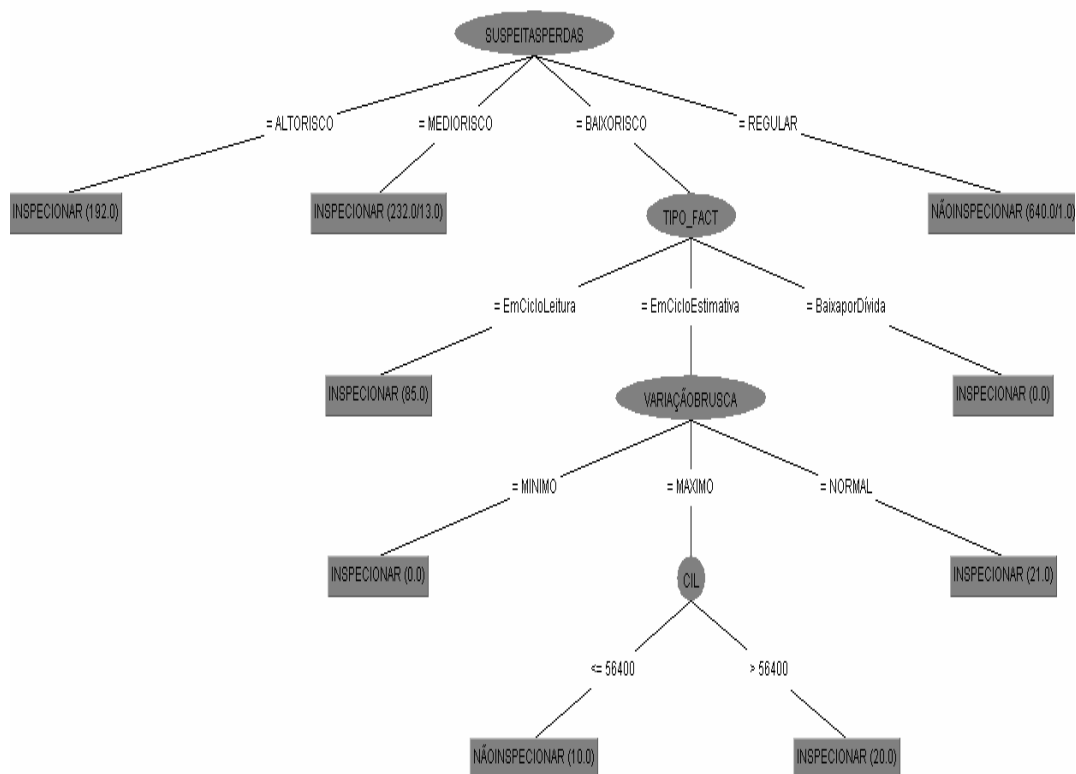 SUSPEITASPERDAS
= ALTORISCO
= MEDIORISCO
= BAIXORISCO
= REGULAR
INSPECIONAR (192.0)
INSPECIONAR (232.0/13.0)
TIPO_FACT
NÃOINSPECIONAR (640.0/1.0)
= EmCicloLeitura
= EmCicloEstimativa
= BaixaporDívida
INSPECIONAR (85.0)
VARIAÇÃOBRUSCA
INSPECIONAR (0.0)
= MINIMO
= MAXIMO
= NORMAL
INSPECIONAR (0.0)
CIL
INSPECIONAR (21.0)
<= 56400
> 56400
NÃOINSPECIONAR (10.0)
INSPECIONAR (20.0)